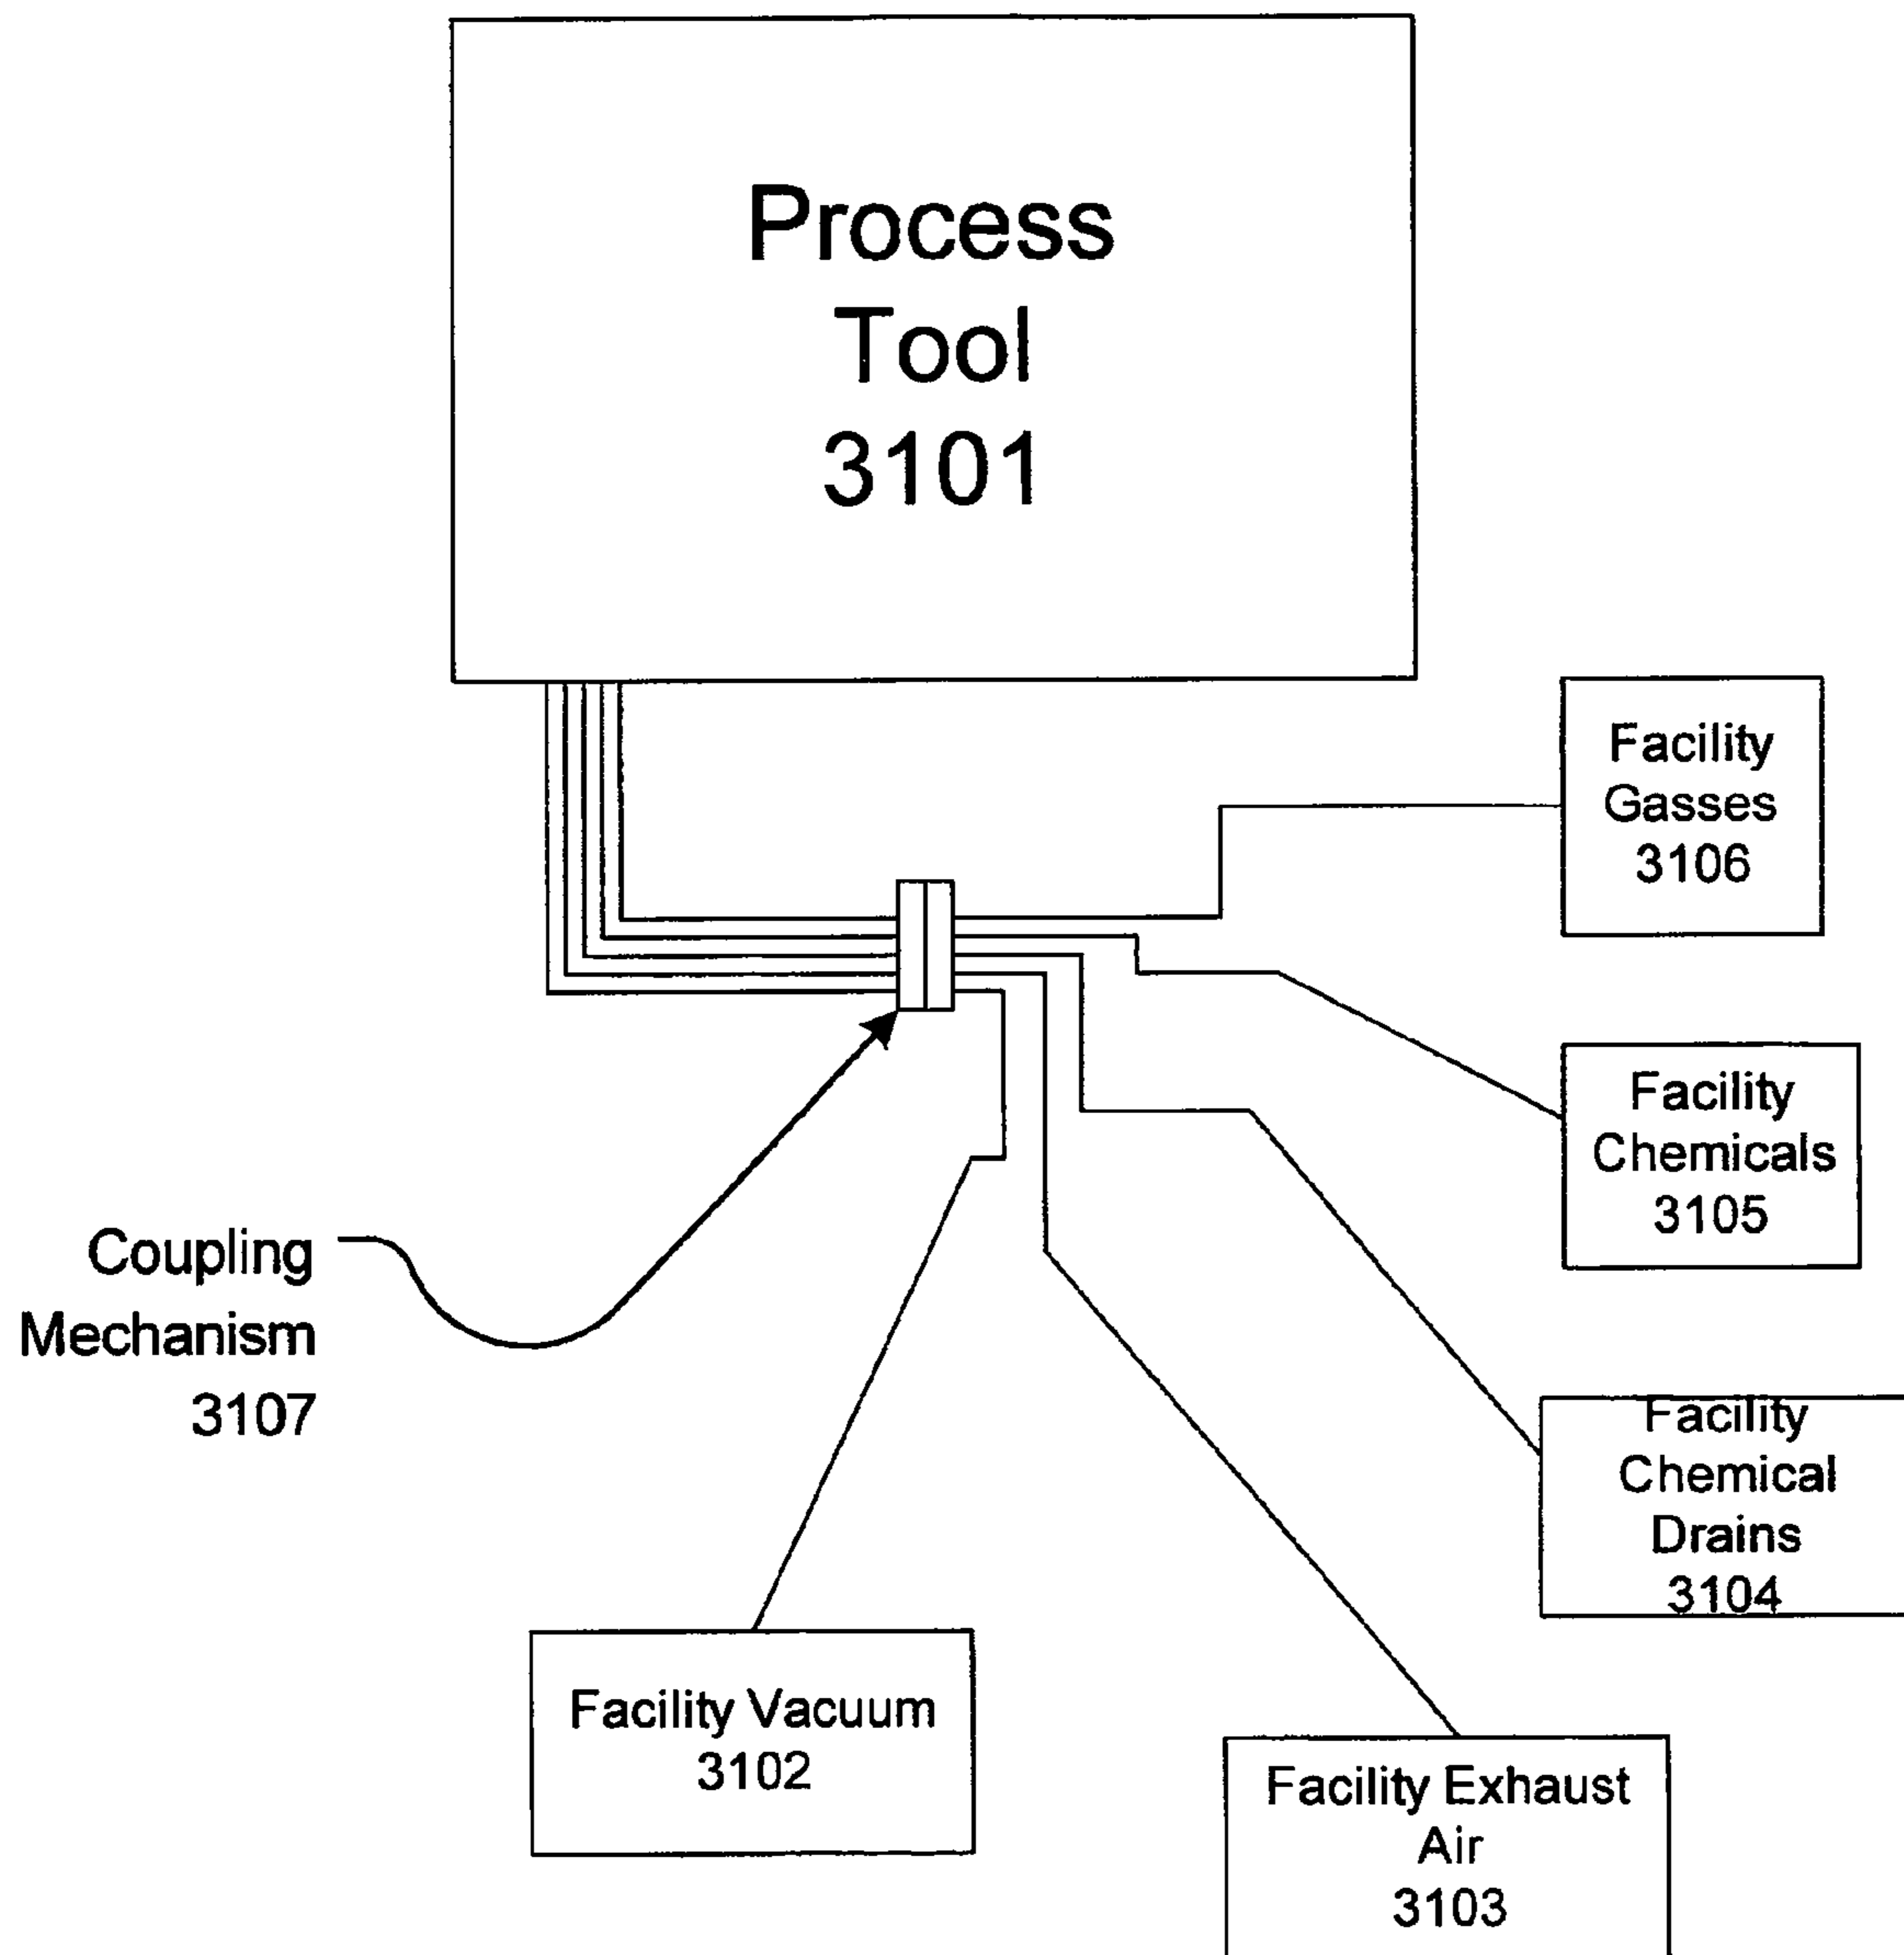 Process
Tool
3101
Facility
Gasses
3106
Facility
Chemicals
3105
Coupling
Mechanism
3107
Facility
Chemical
Drains
3104
Facility Vacuum
3102
Facility Exhaust
Air
3103